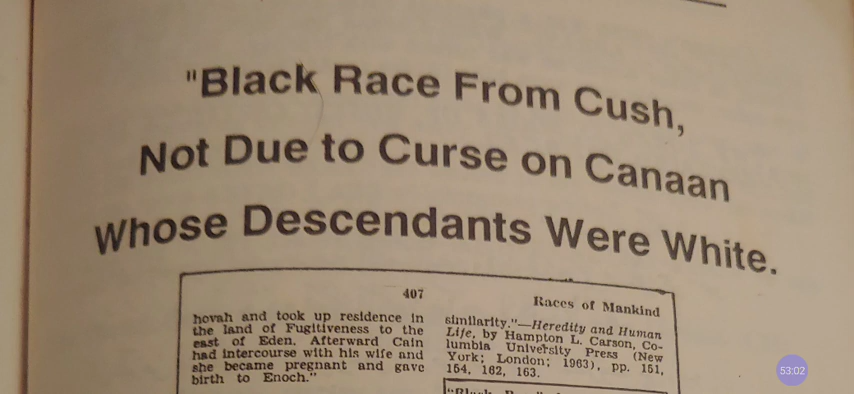 "Black Race From Cush,
Not Due to Curse on Canaan
Whose Descendants Were White.
407
hovah and took up residence in
the land of Fugitiveness to the
east of Eden. Afterward Cain
had intercourse with his wife and
she became pregnant and gave
birth to Enoch."
Races of Mankind
similarity."—Heredity and Human
Life, by Hampton L. Carson, Co-
lumbia University Press (New
York; London; 1963), pp. 151,
154, 162, 163.
53:02